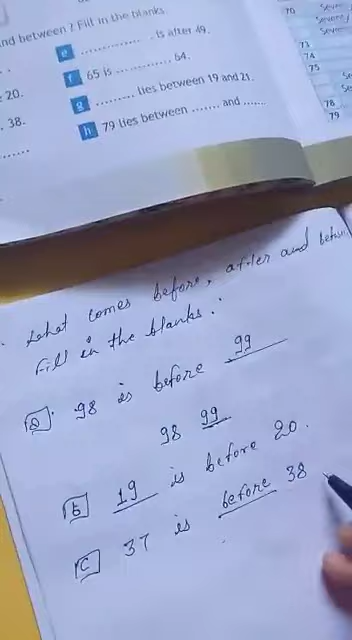 nd between ? Fill in the blanks.
e ............... is after 49.
20.
f 65 is ............ 64.
38.
g ......... lies between 19 and 21.
......
h 79 lies between ....... and ......
70
73
74
75
78
79
What comes before, after and
Fill in the blanks.
a 98 is before 99
98 99
b 19 is before 20.
c 37 is before 38